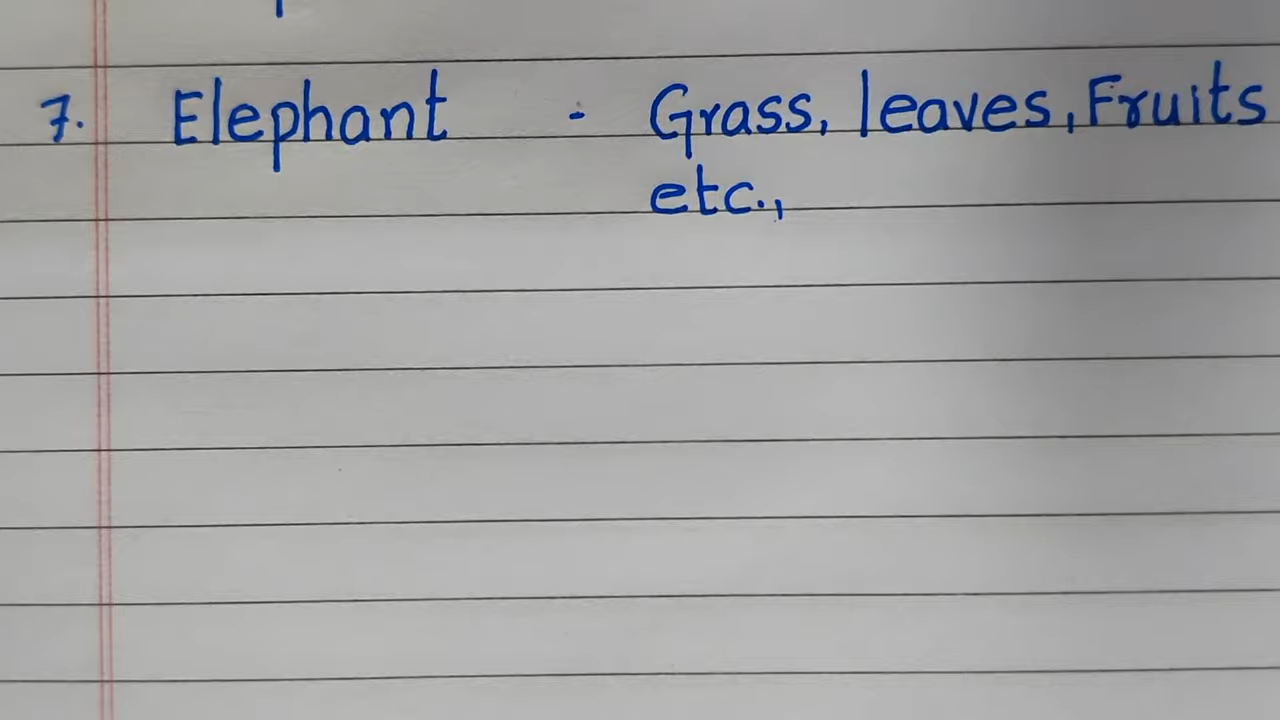 7. Elephant - Grass, leaves, Fruits
etc.,